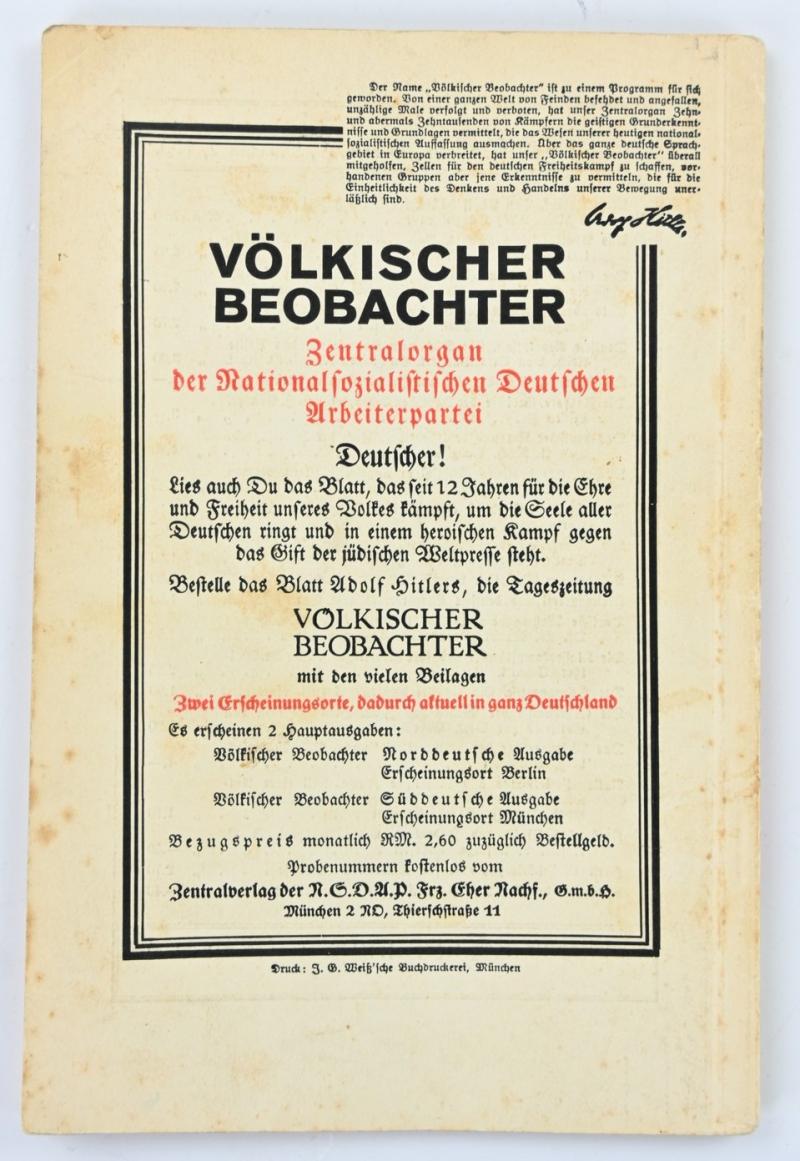 Der Name „Völkischer Beobachter" ist zu einem Programm für sich
geworden. Von einer ganzen Welt von Feinden befehdet und angefallen,
unzählige Male verfolgt und verboten, hat unser Zentralorgan Zehn-
und abermals Zehntausenden von Kämpfern die geistigen Grunderkennt-
nisse und Grundlagen vermittelt, die das Wesen unserer heutigen national-
sozialistischen Auffassung ausmachen. Über das ganze deutsche Sprach-
gebiet in Europa verbreitet, hat unser „Völkischer Beobachter" überall
mitgeholfen, Zellen für den deutschen Freiheitskampf zu schaffen, vor-
handenen Gruppen aber jene Erkenntnisse zu vermitteln, die für die
Einheitlichkeit des Denkens und Handelns unserer Bewegung uner-
läßlich sind.
Adolf Hitler.
VÖLKISCHER
BEOBACHTER
Zentralorgan
der Nationalsozialistischen Deutschen
Arbeiterpartei
Deutscher!
Lies auch Du das Blatt, das seit 12 Jahren für die Ehre
und Freiheit unseres Volkes kämpft, um die Seele aller
Deutschen ringt und in einem heroischen Kampf gegen
das Gift der jüdischen Weltpresse steht.
Bestelle das Blatt Adolf Hitlers, die Tageszeitung
VÖLKISCHER
BEOBACHTER
mit den vielen Beilagen
Zwei Erscheinungsorte, dadurch aktuell in ganz Deutschland
Es erscheinen 2 Hauptausgaben:
Völkischer Beobachter Norddeutsche Ausgabe
Erscheinungsort Berlin
Völkischer Beobachter Süddeutsche Ausgabe
Erscheinungsort München
Bezugspreis monatlich RM. 2,60 zuzüglich Bestellgeld.
Probenummern kostenlos vom
Zentralverlag der N.S.D.A.P. Frz. Eher Nachf., G.m.b.H.
München 2 NO, Thierschstraße 11
Druck: J. G. Weiß'sche Buchdruckerei, München